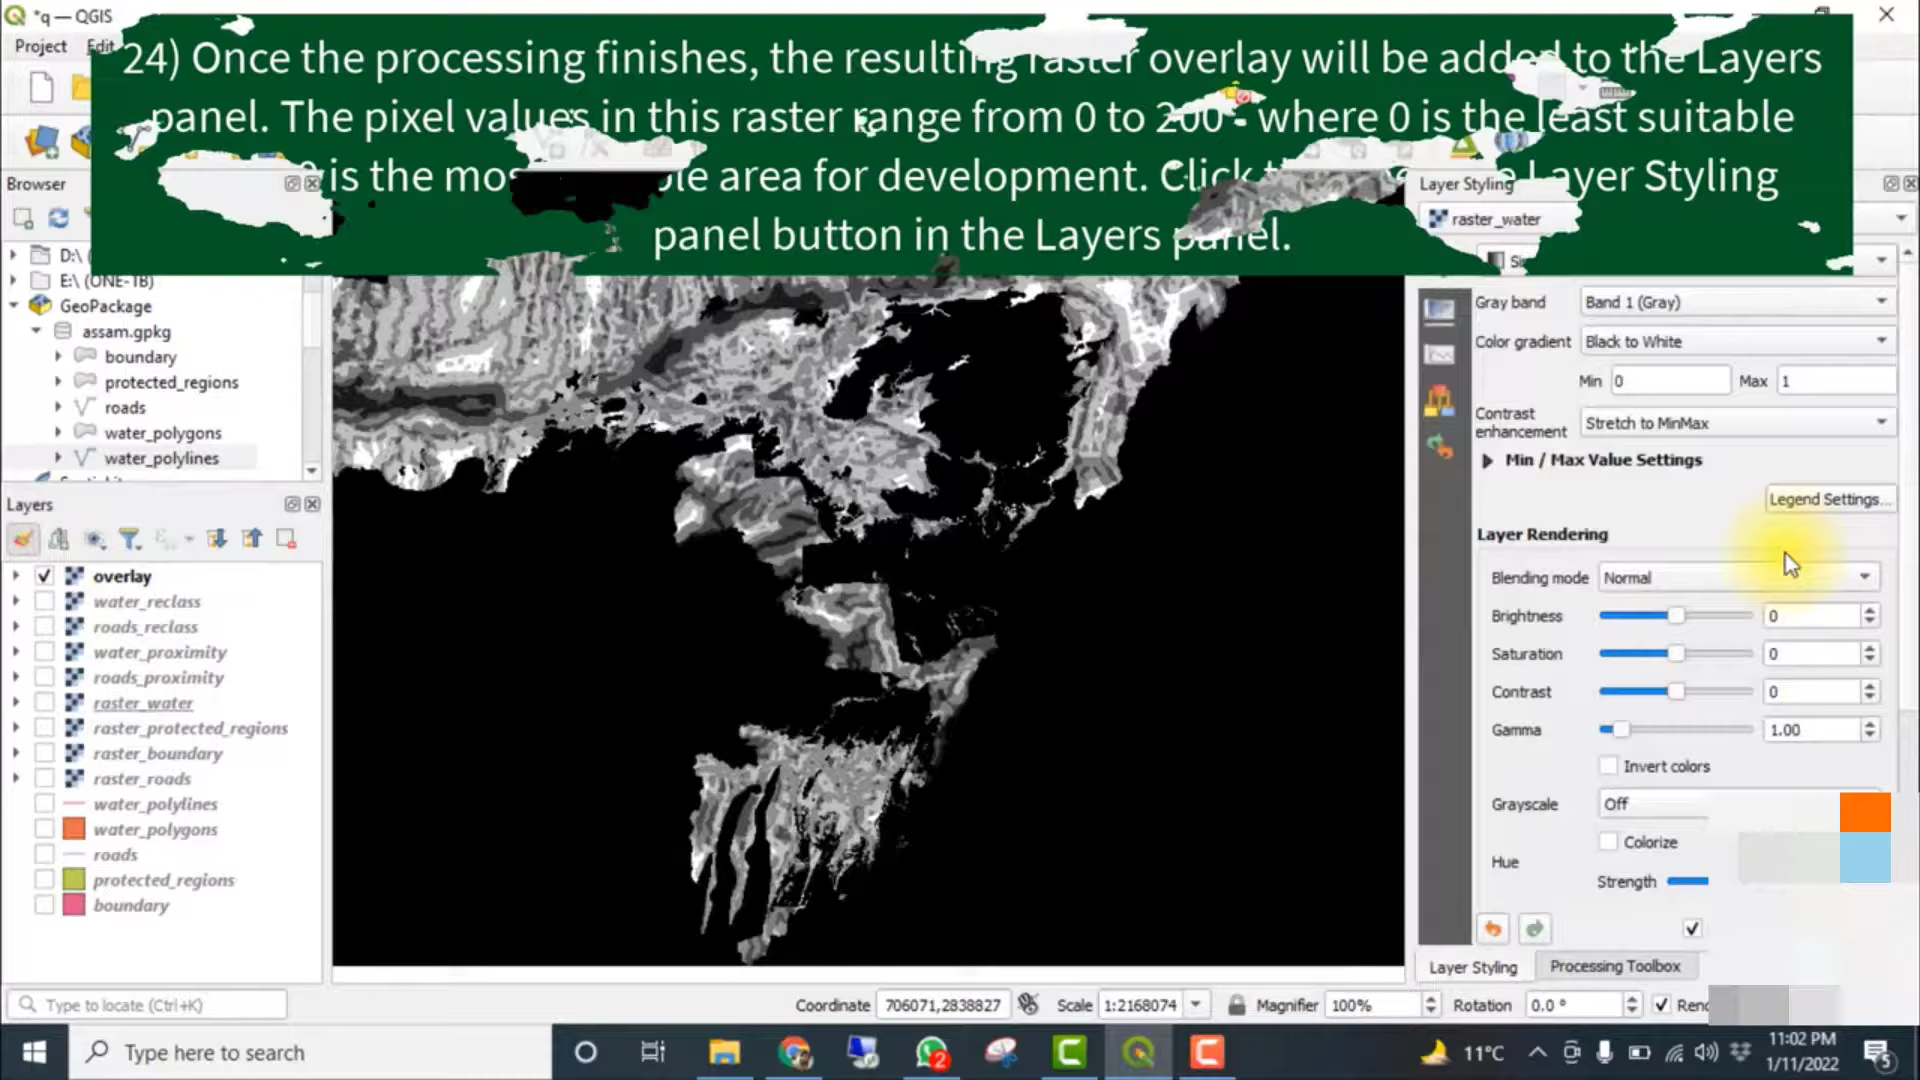 *q — QGIS
Project Edit
24) Once the processing finishes, the resulting raster overlay will be added to the Layers
panel. The pixel values in this raster range from 0 to 200 - where 0 is the least suitable
is the area for development. Click Layer Styling
panel button in the Layers panel.
Browser
D:\
E:\ (ONE-TB)
GeoPackage
assam.gpkg
boundary
protected_regions
roads
water_polygons
water_polylines
Layers
overlay
water_reclass
roads_reclass
water_proximity
roads_proximity
raster_water
raster_protected_regions
raster_boundary
raster_roads
water_polylines
water_polygons
roads
protected_regions
boundary
Layer Styling
raster_water
Gray band Band 1 (Gray)
Color gradient Black to White
Min 0 Max 1
Contrast enhancement Stretch to MinMax
Min / Max Value Settings
Legend Settings...
Layer Rendering
Blending mode Normal
Brightness 0
Saturation 0
Contrast 0
Gamma 1.00
Invert colors
Grayscale Off
Colorize
Hue
Strength
Layer Styling Processing Toolbox
Type to locate (Ctrl+K)
Coordinate 706071,2838827 Scale 1:2168074 Magnifier 100% Rotation 0.0 °
Type here to search
2
11°C
11:02 PM
1/11/2022
5